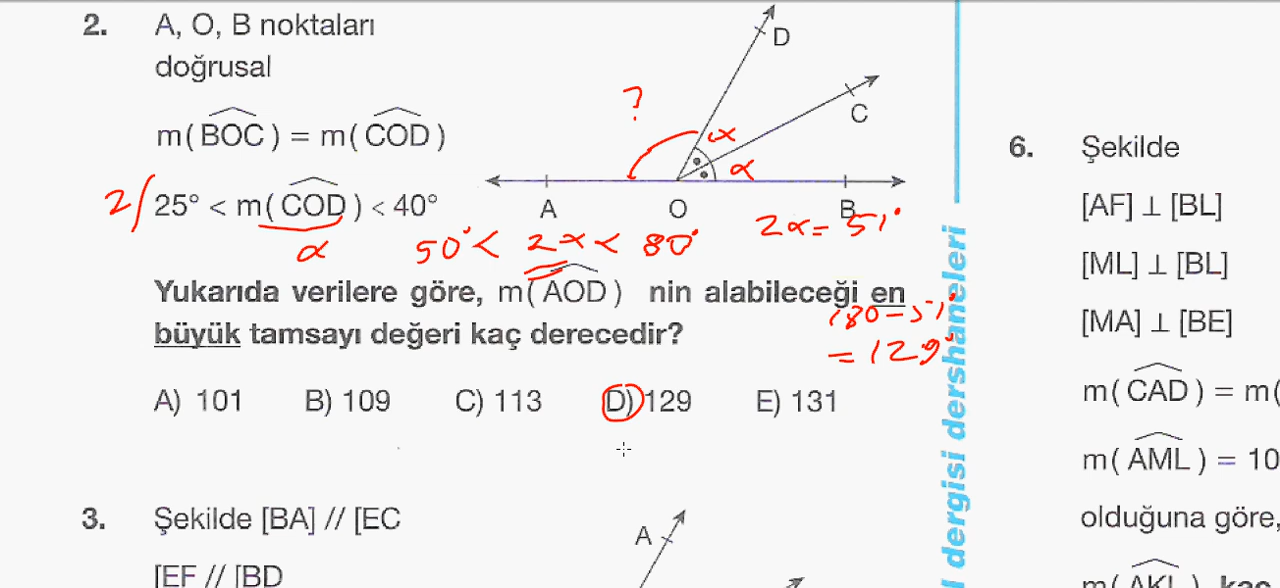 2. A, O, B noktaları
doğrusal
m(BOC) = m(COD)
2/ 25° < m(COD) < 40°
α
50° < 2α < 80°
2α = 51°
?
D
C
α
α
A O B
Yukarıda verilere göre, m(AOD) nin alabileceği en
büyük tamsayı değeri kaç derecedir?
180-51°
= 129°
A) 101 B) 109 C) 113 D) 129 E) 131
3. Şekilde [BA] // [EC
[EF // [BD
A
dergisi dershaneleri
6. Şekilde
[AF] ⊥ [BL]
[ML] ⊥ [BL]
[MA] ⊥ [BE]
m(CAD) = m(
m(AML) = 10
olduğuna göre,
m(AKL) kaç